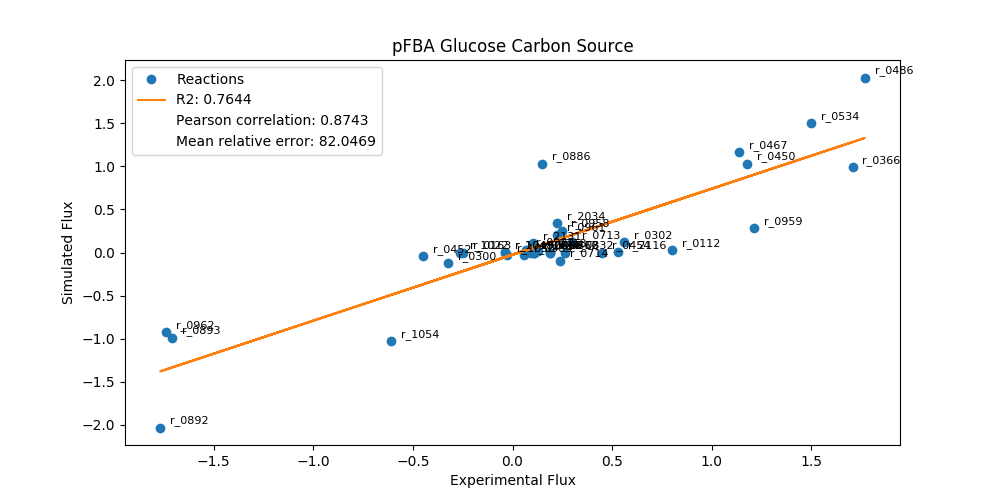 pFBA Glucose Carbon Source
Reactions
R2: 0.7644
Pearson correlation: 0.8743
Mean relative error: 82.0469
r_0486
r_0534
r_0467
r_0450
r_0366
r_0886
r_0959
r_2034
r_0958
r_0961
r_0713
r_0302
r_0112
r_0452
r_0300
r_0714
r_0962
r_0893
r_1054
r_0892
2.0
1.5
1.0
0.5
0.0
−0.5
−1.0
−1.5
−2.0
Simulated Flux
−1.5
−1.0
−0.5
0.0
0.5
1.0
1.5
Experimental Flux